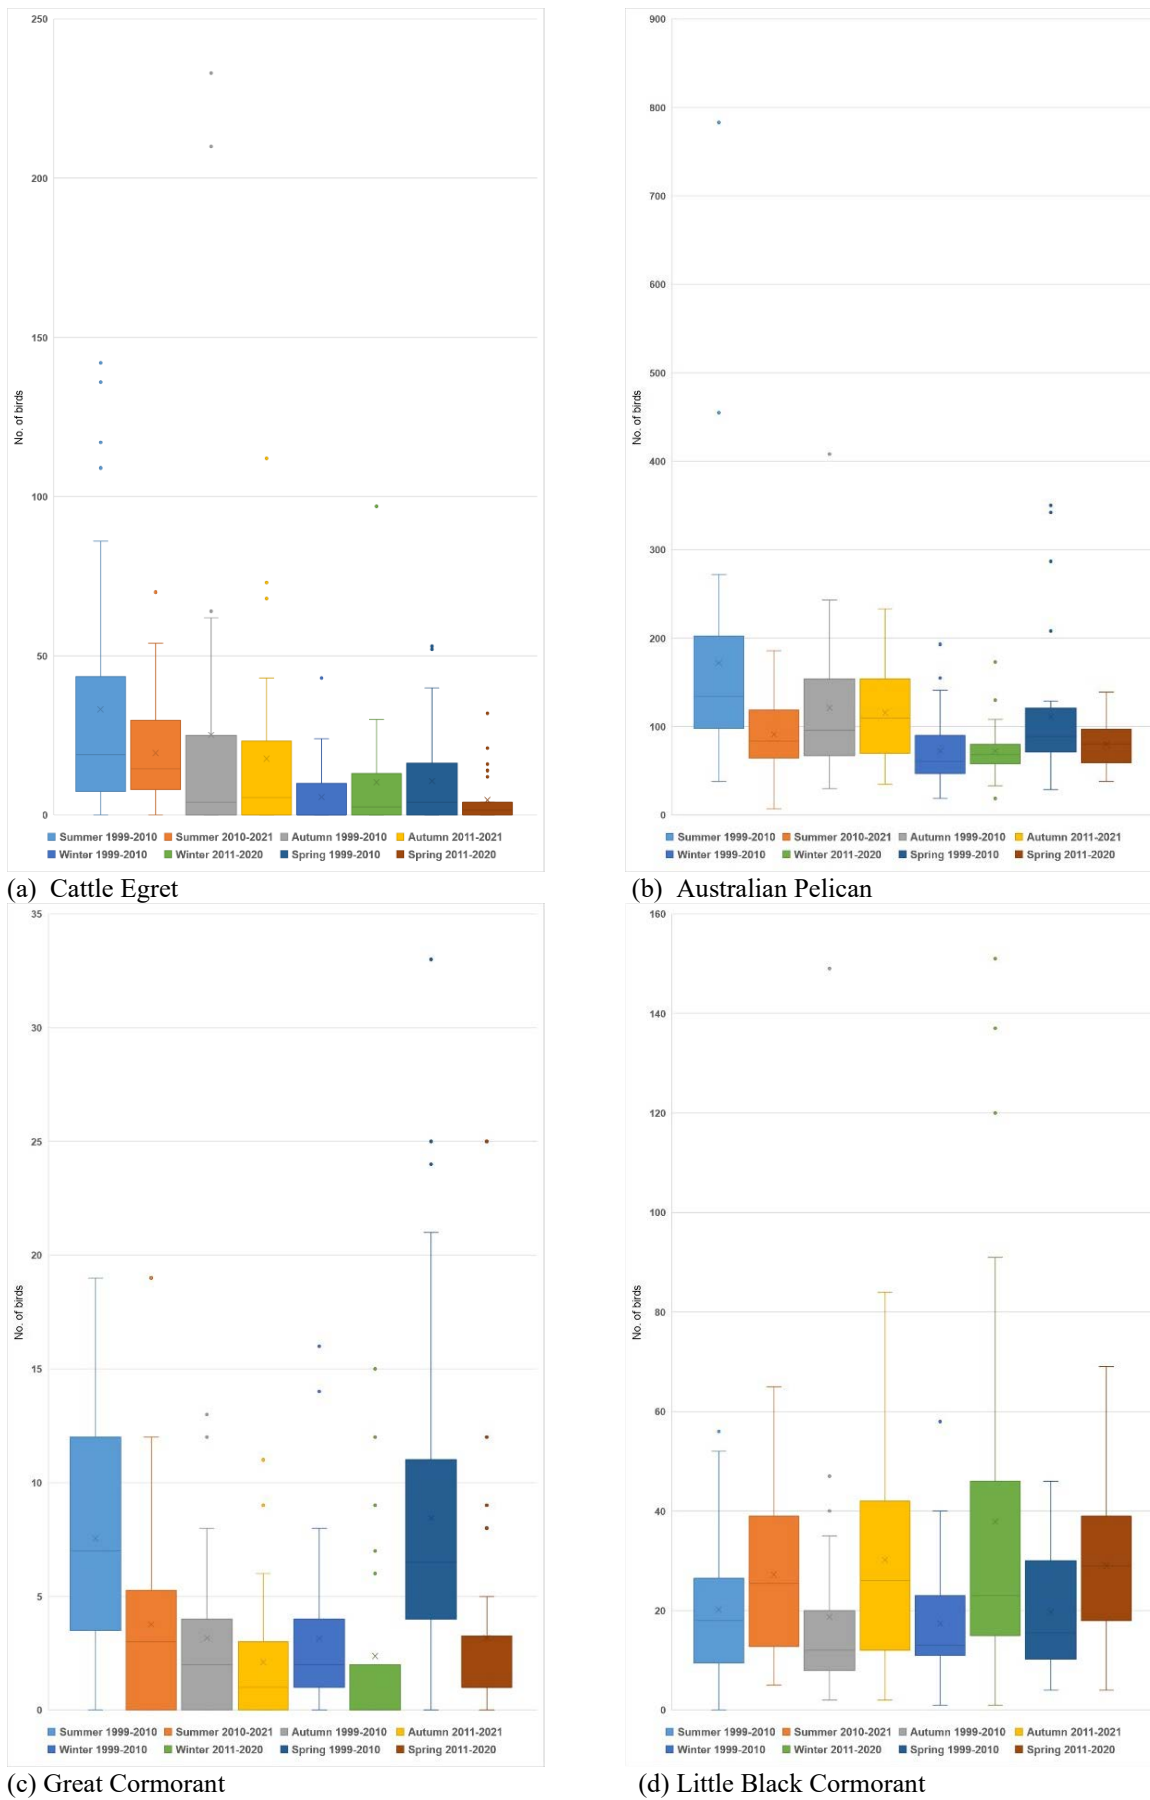 250
200
150
100
50
0
No. of birds
Summer 1999-2010 Summer 2010-2021 Autumn 1999-2010 Autumn 2011-2021
Winter 1999-2010 Winter 2011-2020 Spring 1999-2010 Spring 2011-2020
(a) Cattle Egret
900
800
700
600
500
400
300
200
100
0
No. of birds
Summer 1999-2010 Summer 2010-2021 Autumn 1999-2010 Autumn 2011-2021
Winter 1999-2010 Winter 2011-2020 Spring 1999-2010 Spring 2011-2020
(b) Australian Pelican
35
30
25
20
15
10
5
0
No. of birds
Summer 1999-2010 Summer 2010-2021 Autumn 1999-2010 Autumn 2011-2021
Winter 1999-2010 Winter 2011-2020 Spring 1999-2010 Spring 2011-2020
(c) Great Cormorant
160
140
120
100
80
60
40
20
0
No. of birds
Summer 1999-2010 Summer 2010-2021 Autumn 1999-2010 Autumn 2011-2021
Winter 1999-2010 Winter 2011-2020 Spring 1999-2010 Spring 2011-2020
(d) Little Black Cormorant